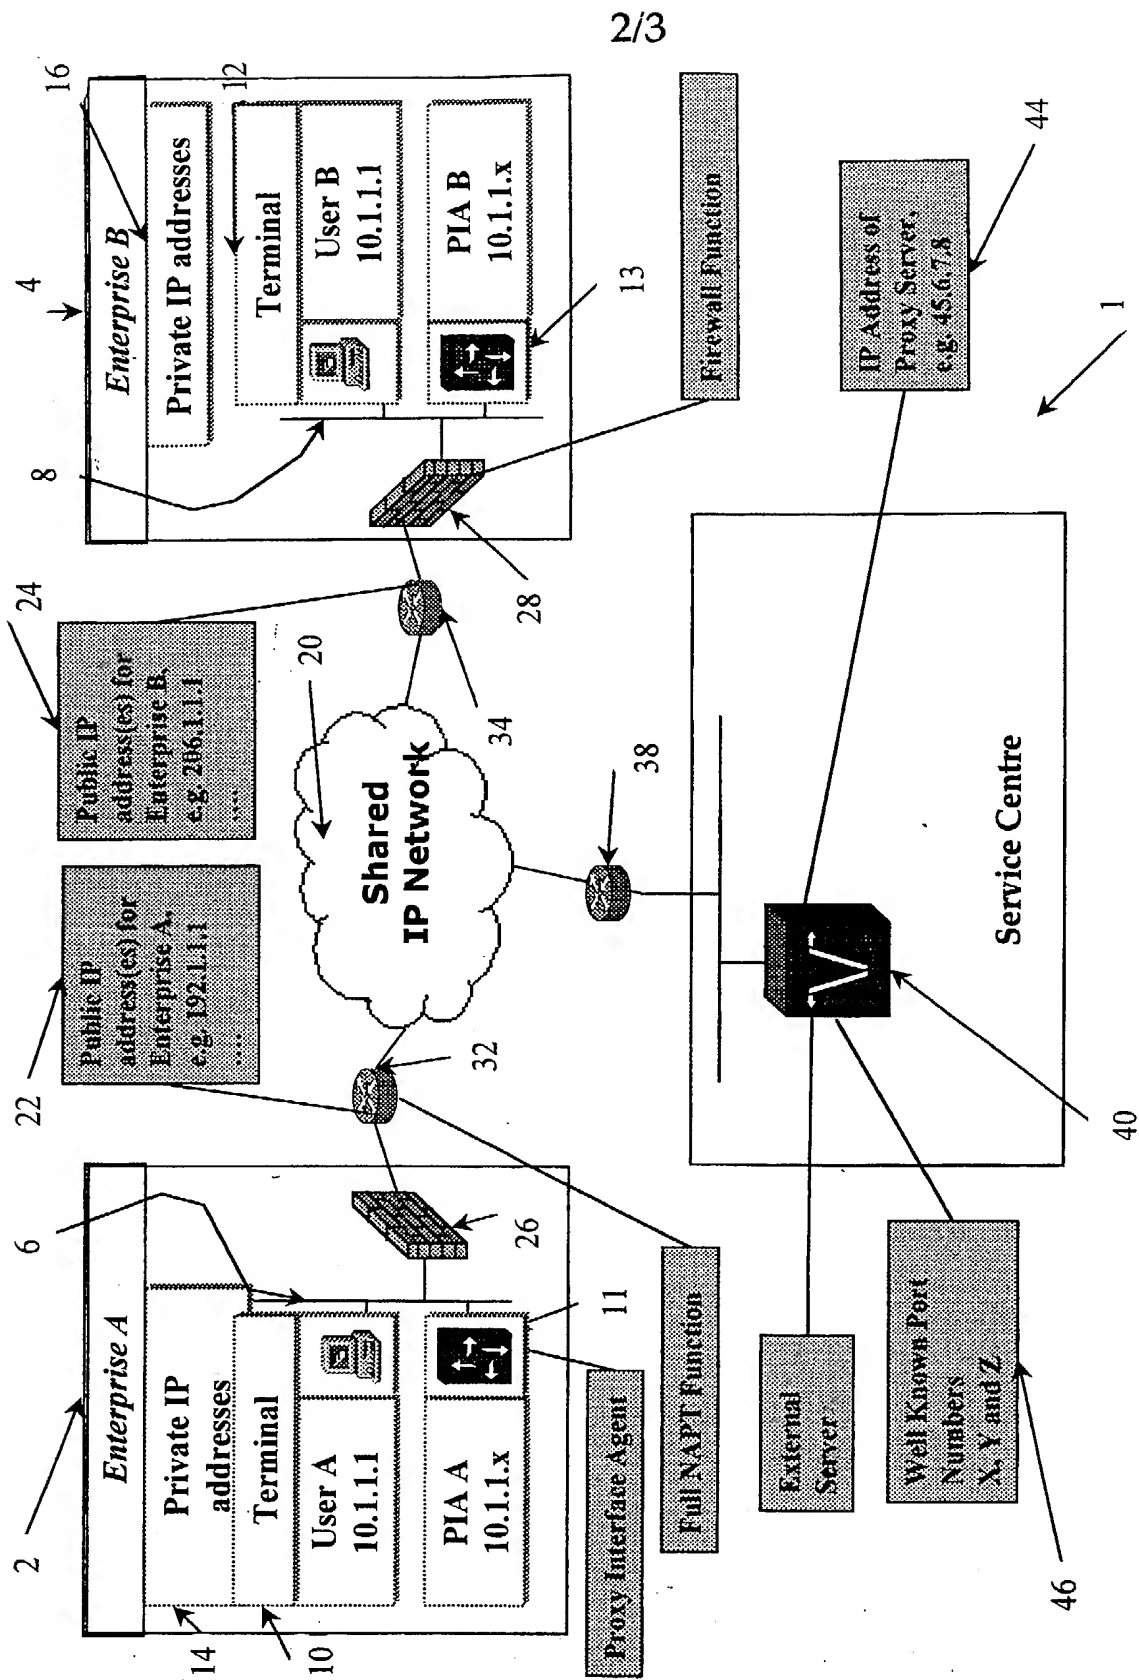 2/3
2
Enterprise A
14
Private IP
addresses
10
Terminal
User A
10.1.1.1
PIA A
10.1.1.x
6
26
11
Proxy Interface Agent
Full NAPT Function
22
Public IP
address(es) for
Enterprise A,
e.g. 192.1.1.1
....
24
Public IP
address(es) for
Enterprise B,
e.g. 206.1.1.1
....
32
Shared
IP Network
20
34
28
38
4
Enterprise B
16
Private IP addresses
12
Terminal
User B
10.1.1.1
PIA B
10.1.1.x
8
13
Firewall Function
External
Server
Well Known Port
Numbers
X, Y and Z
46
40
Service Centre
IP Address of
Proxy Server,
e.g. 45.6.7.8
44
1